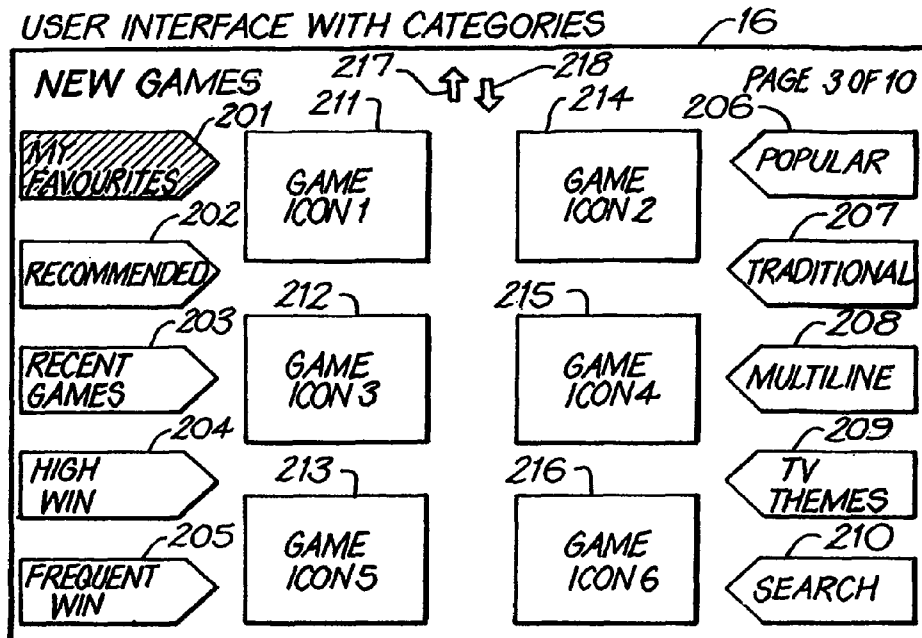 USER INTERFACE WITH CATEGORIES
16
NEW GAMES
217
218
PAGE 3 OF 10
201
211
214
206
MY
FAVOURITES
GAME
ICON 1
GAME
ICON 2
POPULAR
202
207
RECOMMENDED
TRADITIONAL
212
215
203
208
RECENT
GAMES
GAME
ICON 3
GAME
ICON 4
MULTILINE
204
209
HIGH
WIN
213
216
TV
THEMES
205
210
FREQUENT
WIN
GAME
ICON 5
GAME
ICON 6
SEARCH